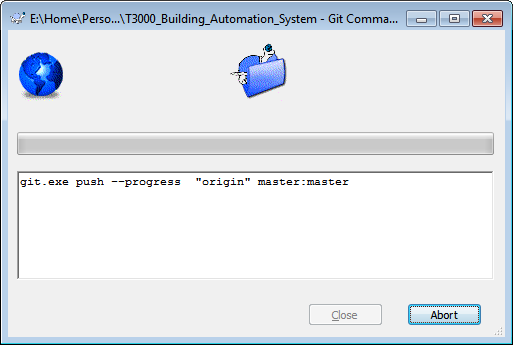 E:\Home\Perso...\T3000_Building_Automation_System - Git Comma...
git.exe push --progress  "origin" master:master
Close
Abort